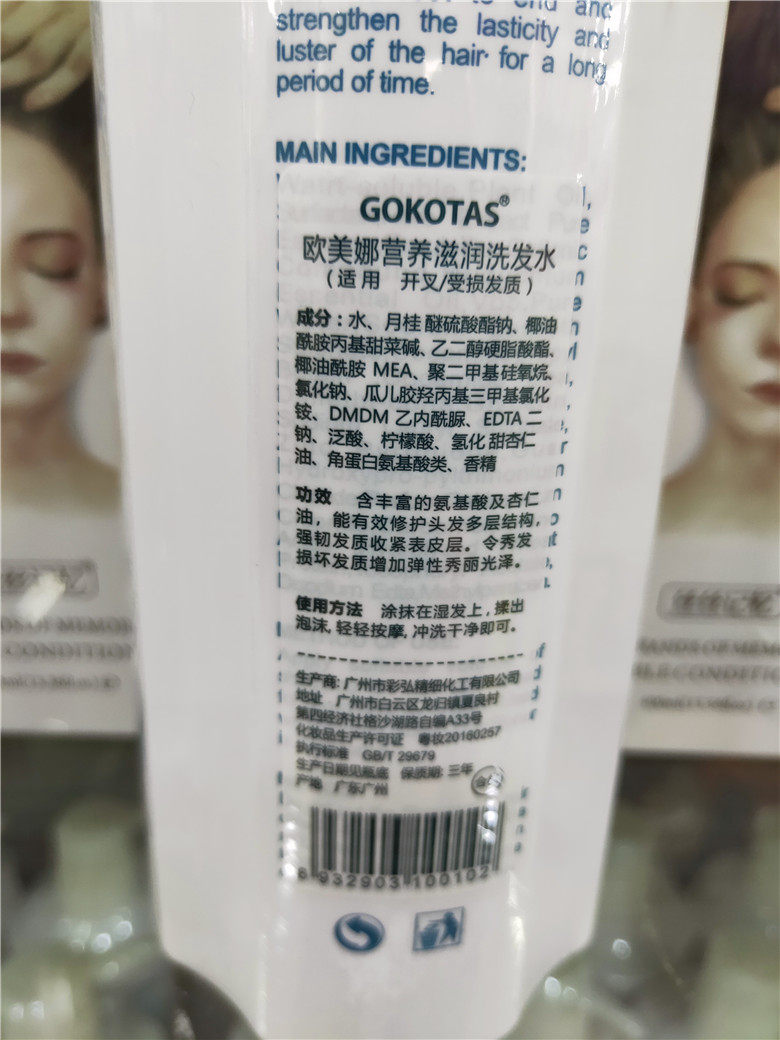 to end and
strengthen the lasticity and
luster of the hair for a long
period of time.
MAIN INGREDIENTS:
GOKOTAS®
欧美娜营养滋润洗发水
（适用 开叉/受损发质）
成分：水、月桂醚硫酸酯钠、椰油
酰胺丙基甜菜碱、乙二醇硬脂酸酯、
椰油酰胺 MEA、聚二甲基硅氧烷、
氯化钠、瓜儿胶羟丙基三甲基氯化
铵、DMDM 乙内酰脲、EDTA 二
钠、泛酸、柠檬酸、氢化 甜杏仁
油、角蛋白氨基酸类、香精
功效 含丰富的氨基酸及杏仁
油，能有效修护头发多层结构，
强韧发质收紧表皮层。令秀发
损坏发质增加弹性秀丽光泽。
使用方法 涂抹在湿发上，揉出
泡沫，轻轻按摩，冲洗干净即可。
生产商: 广州市彩弘精细化工有限公司
地址 广州市白云区龙归镇夏良村
第四经济社格沙湖路自编A33号
化妆品生产许可证 粤妆20160257
执行标准 GB/T 29679
生产日期见瓶底 保质期: 三年
产地 广东广州
6 932903 100102